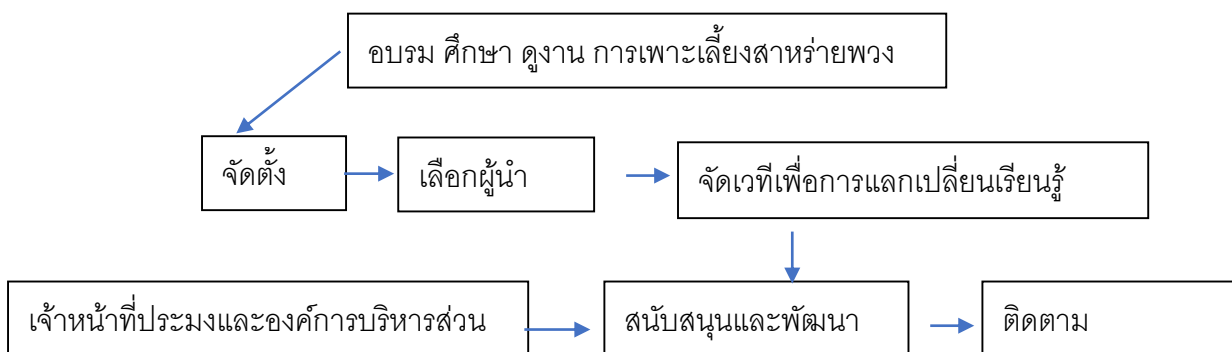 อบรม ศึกษา ดูงาน การเพาะเลี้ยงสาหร่ายพวง
จัดตั้ง
เลือกผู้นำ
จัดเวทีเพื่อการแลกเปลี่ยนเรียนรู้
เจ้าหน้าที่ประมงและองค์การบริหารส่วน
สนับสนุนและพัฒนา
ติดตาม